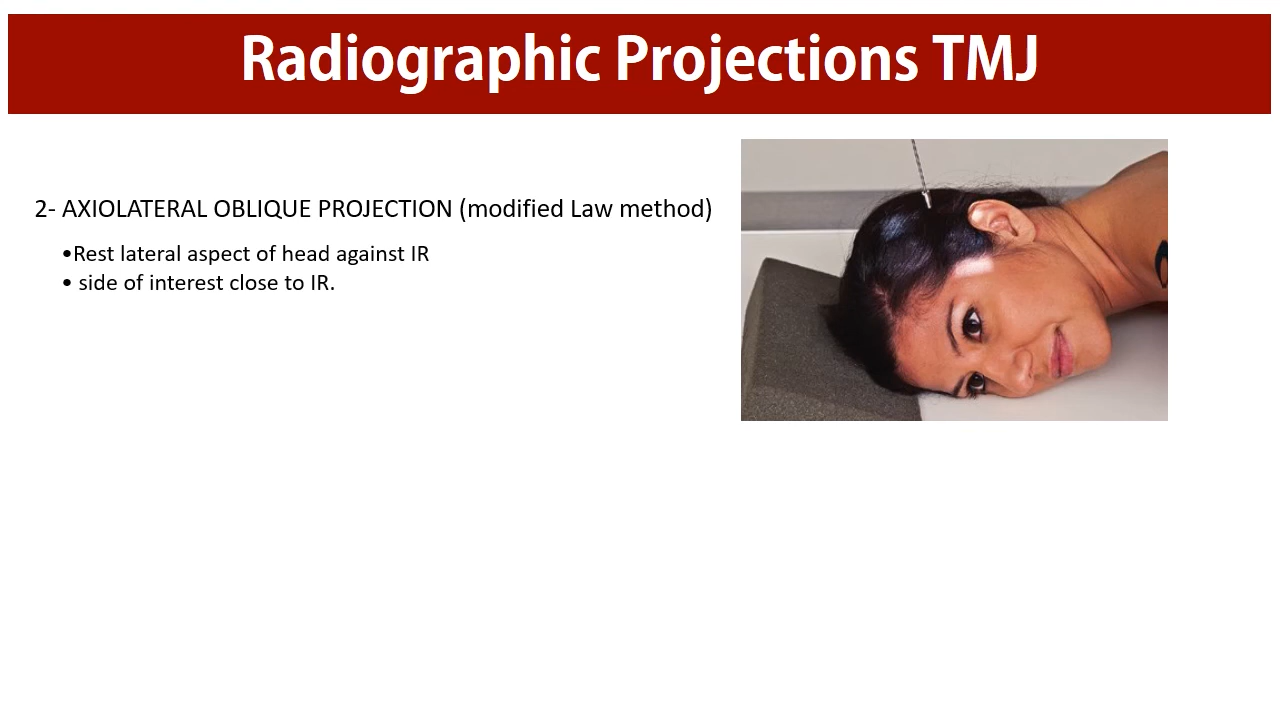 Radiographic Projections TMJ
2- AXIOLATERAL OBLIQUE PROJECTION (modified Law method)
•Rest lateral aspect of head against IR
• side of interest close to IR.